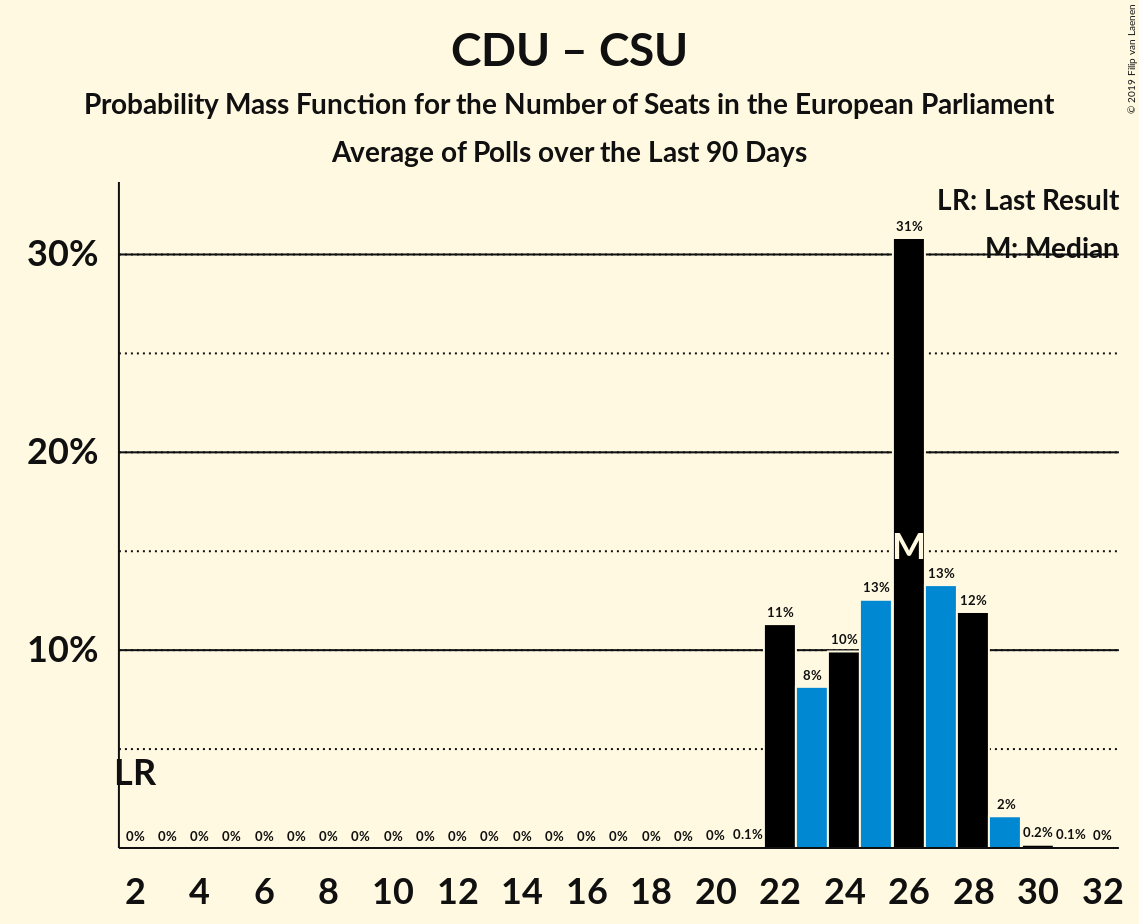 CDU – CSU
Probability Mass Function for the Number of Seats in the European Parliament
Average of Polls over the Last 90 Days
© 2019 Filip van Laenen
LR: Last Result
M: Median
30%
20%
10%
31%
M
13%
13%
12%
11%
10%
8%
LR
2%
0% 0% 0% 0% 0% 0% 0% 0% 0% 0% 0% 0% 0% 0% 0% 0% 0% 0% 0% 0.1% 0.2% 0.1% 0%
2 4 6 8 10 12 14 16 18 20 22 24 26 28 30 32